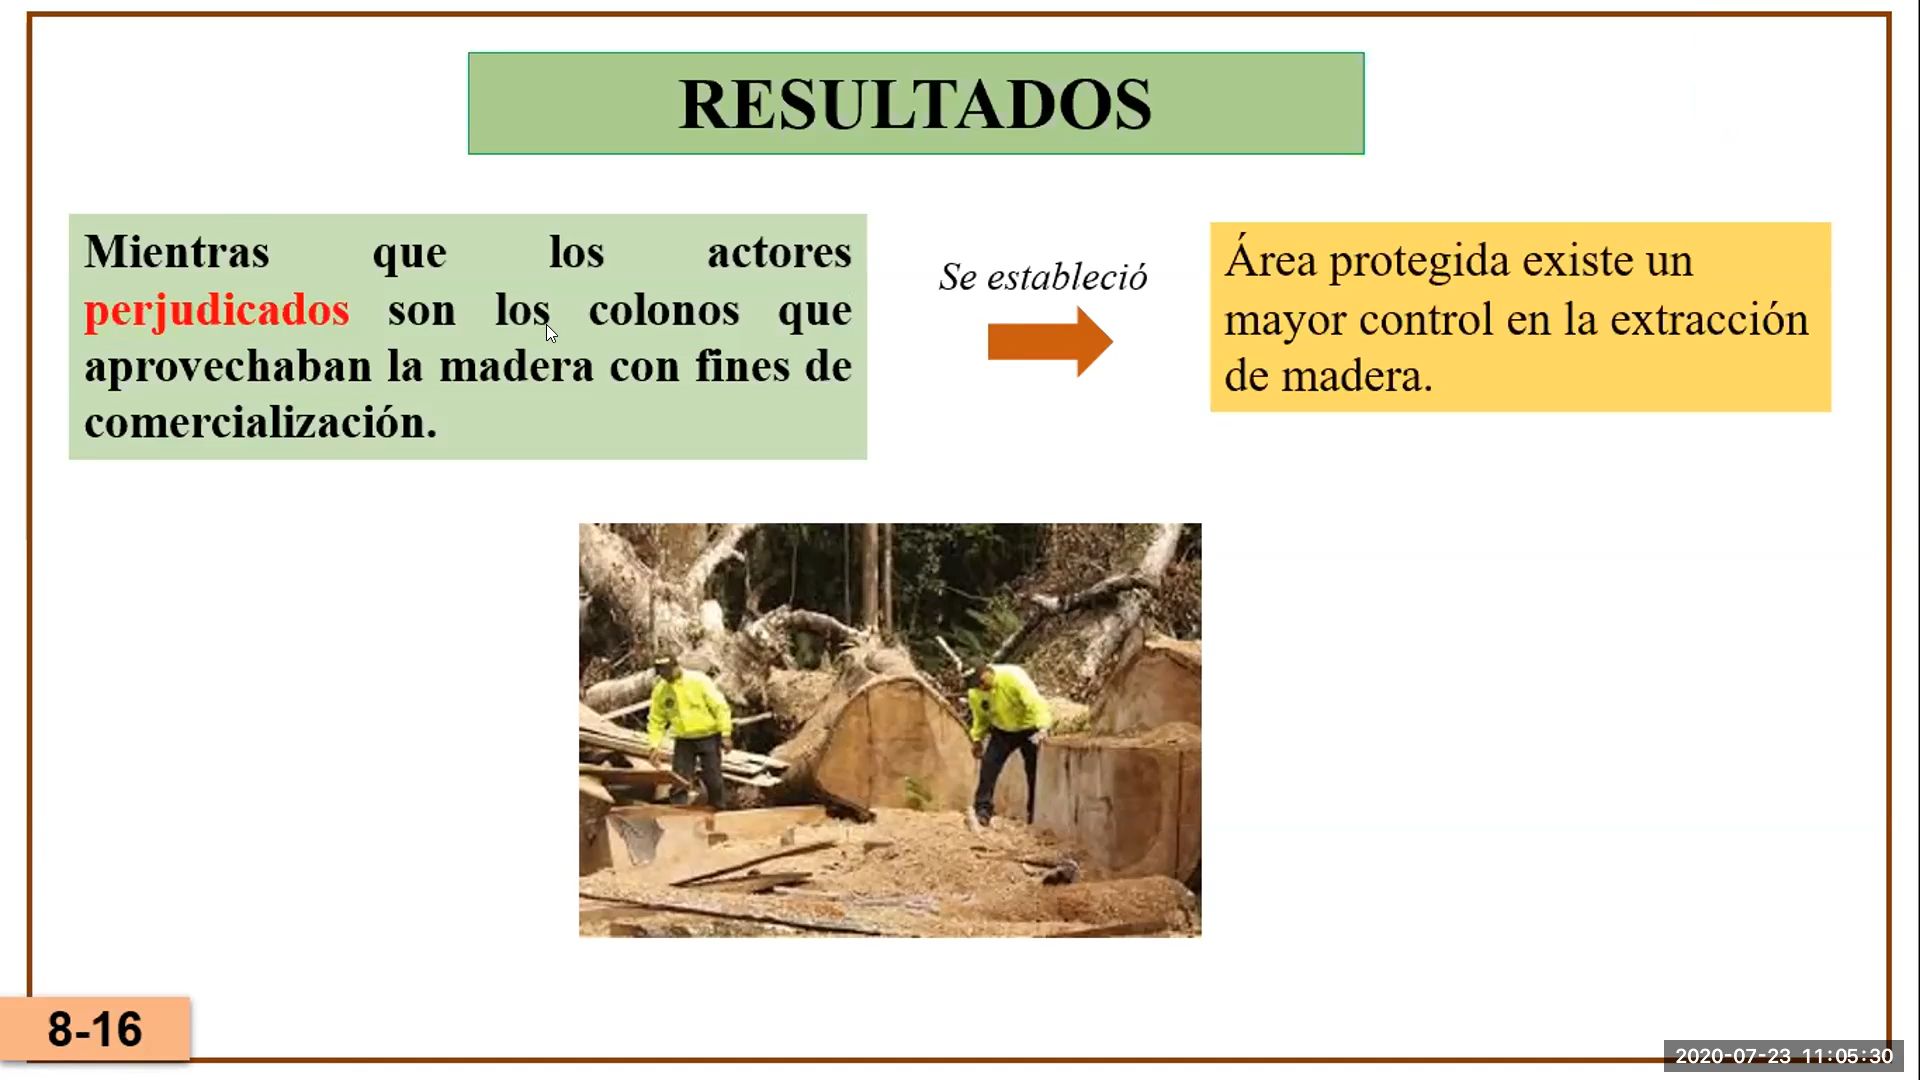 RESULTADOS
Mientras que los actores
perjudicados son los colonos que
aprovechaban la madera con fines de
comercialización.
Se estableció
Área protegida existe un
mayor control en la extracción
de madera.
8-16
2020-07-23 11:05:30